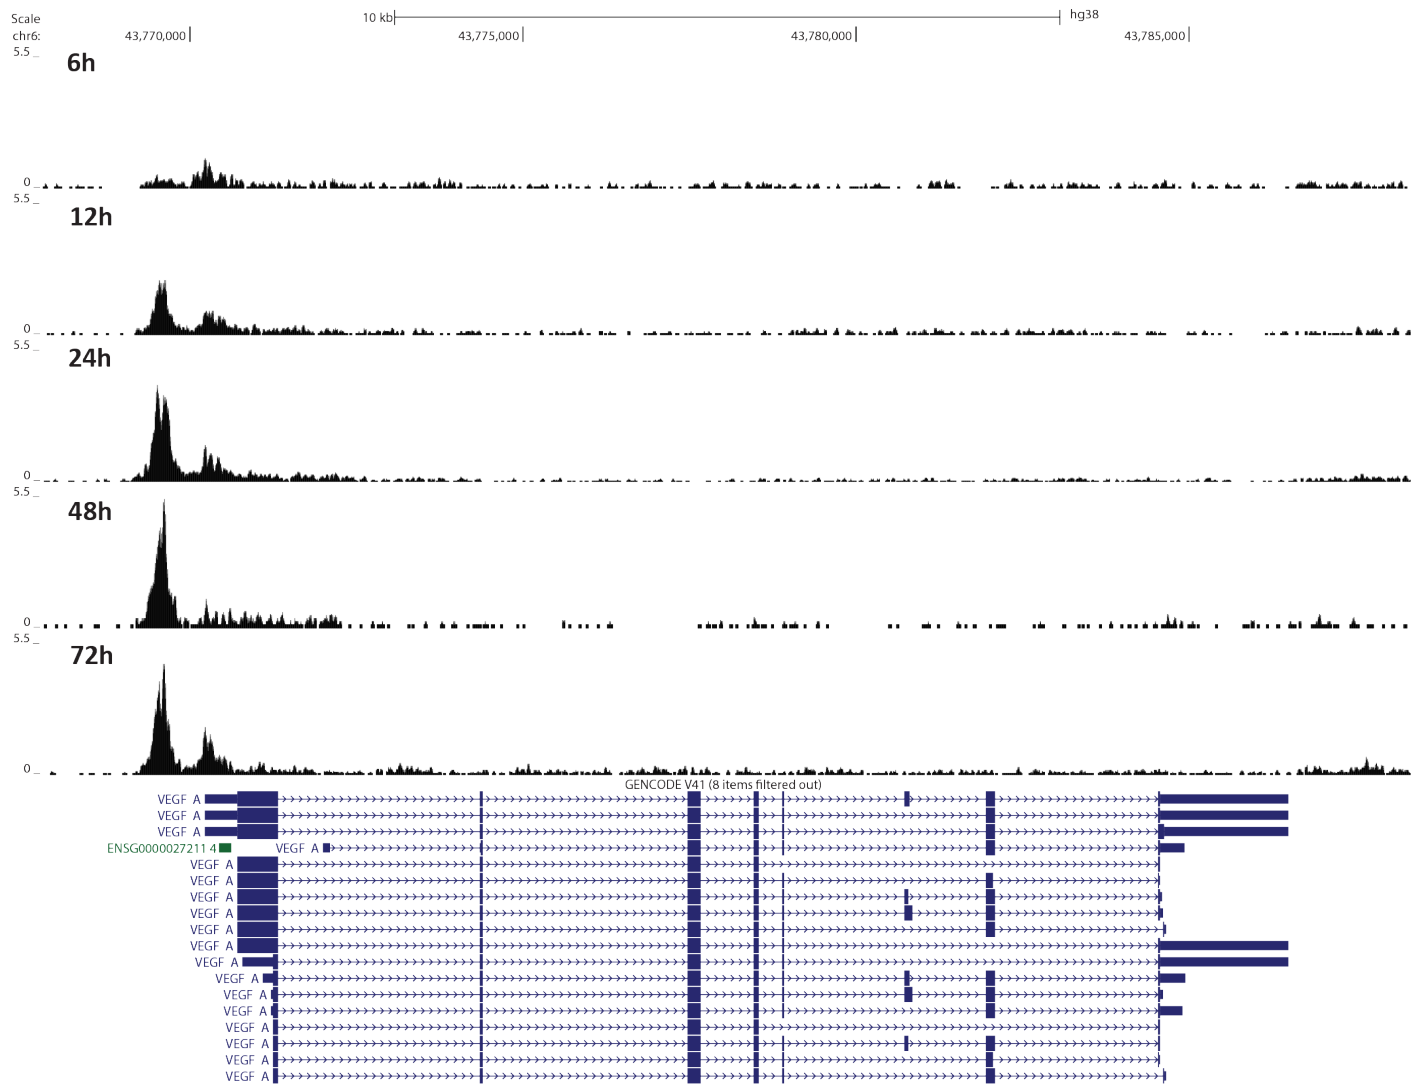 Scale 10 kb hg38
chr6: 43,770,000 43,775,000 43,780,000 43,785,000
5.5
6h
0
5.5
12h
0
5.5
24h
0
5.5
48h
0
5.5
72h
0
GENCODE V41 (8 items filtered out)
VEGF A
VEGF A
VEGF A
ENSG0000027211 4 VEGF A
VEGF A
VEGF A
VEGF A
VEGF A
VEGF A
VEGF A
VEGF A
VEGF A
VEGF A
VEGF A
VEGF A
VEGF A
VEGF A
VEGF A